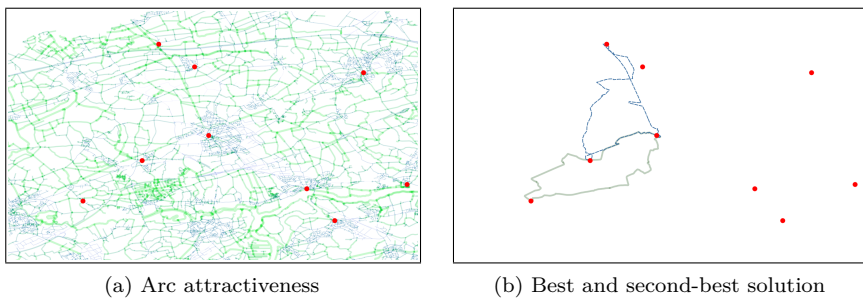 (a) Arc attractiveness
(b) Best and second-best solution